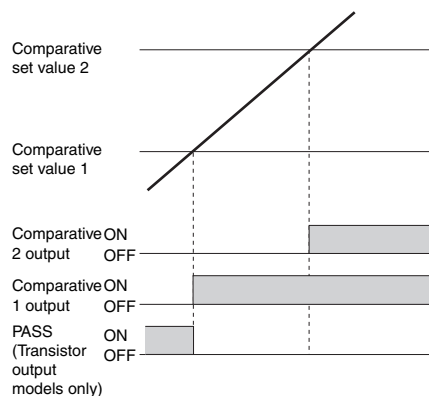 Comparative
set value 2
Comparative
set value 1
Comparative ON
2 output OFF
Comparative ON
1 output OFF
PASS ON
(Transistor OFF
output
models only)